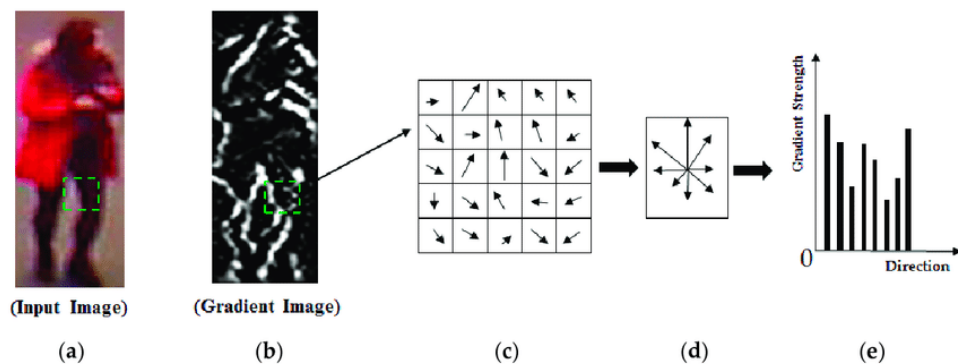 Gradient Strength
0
Direction
(Input Image)
(Gradient Image)
(a)
(b)
(c)
(d)
(e)